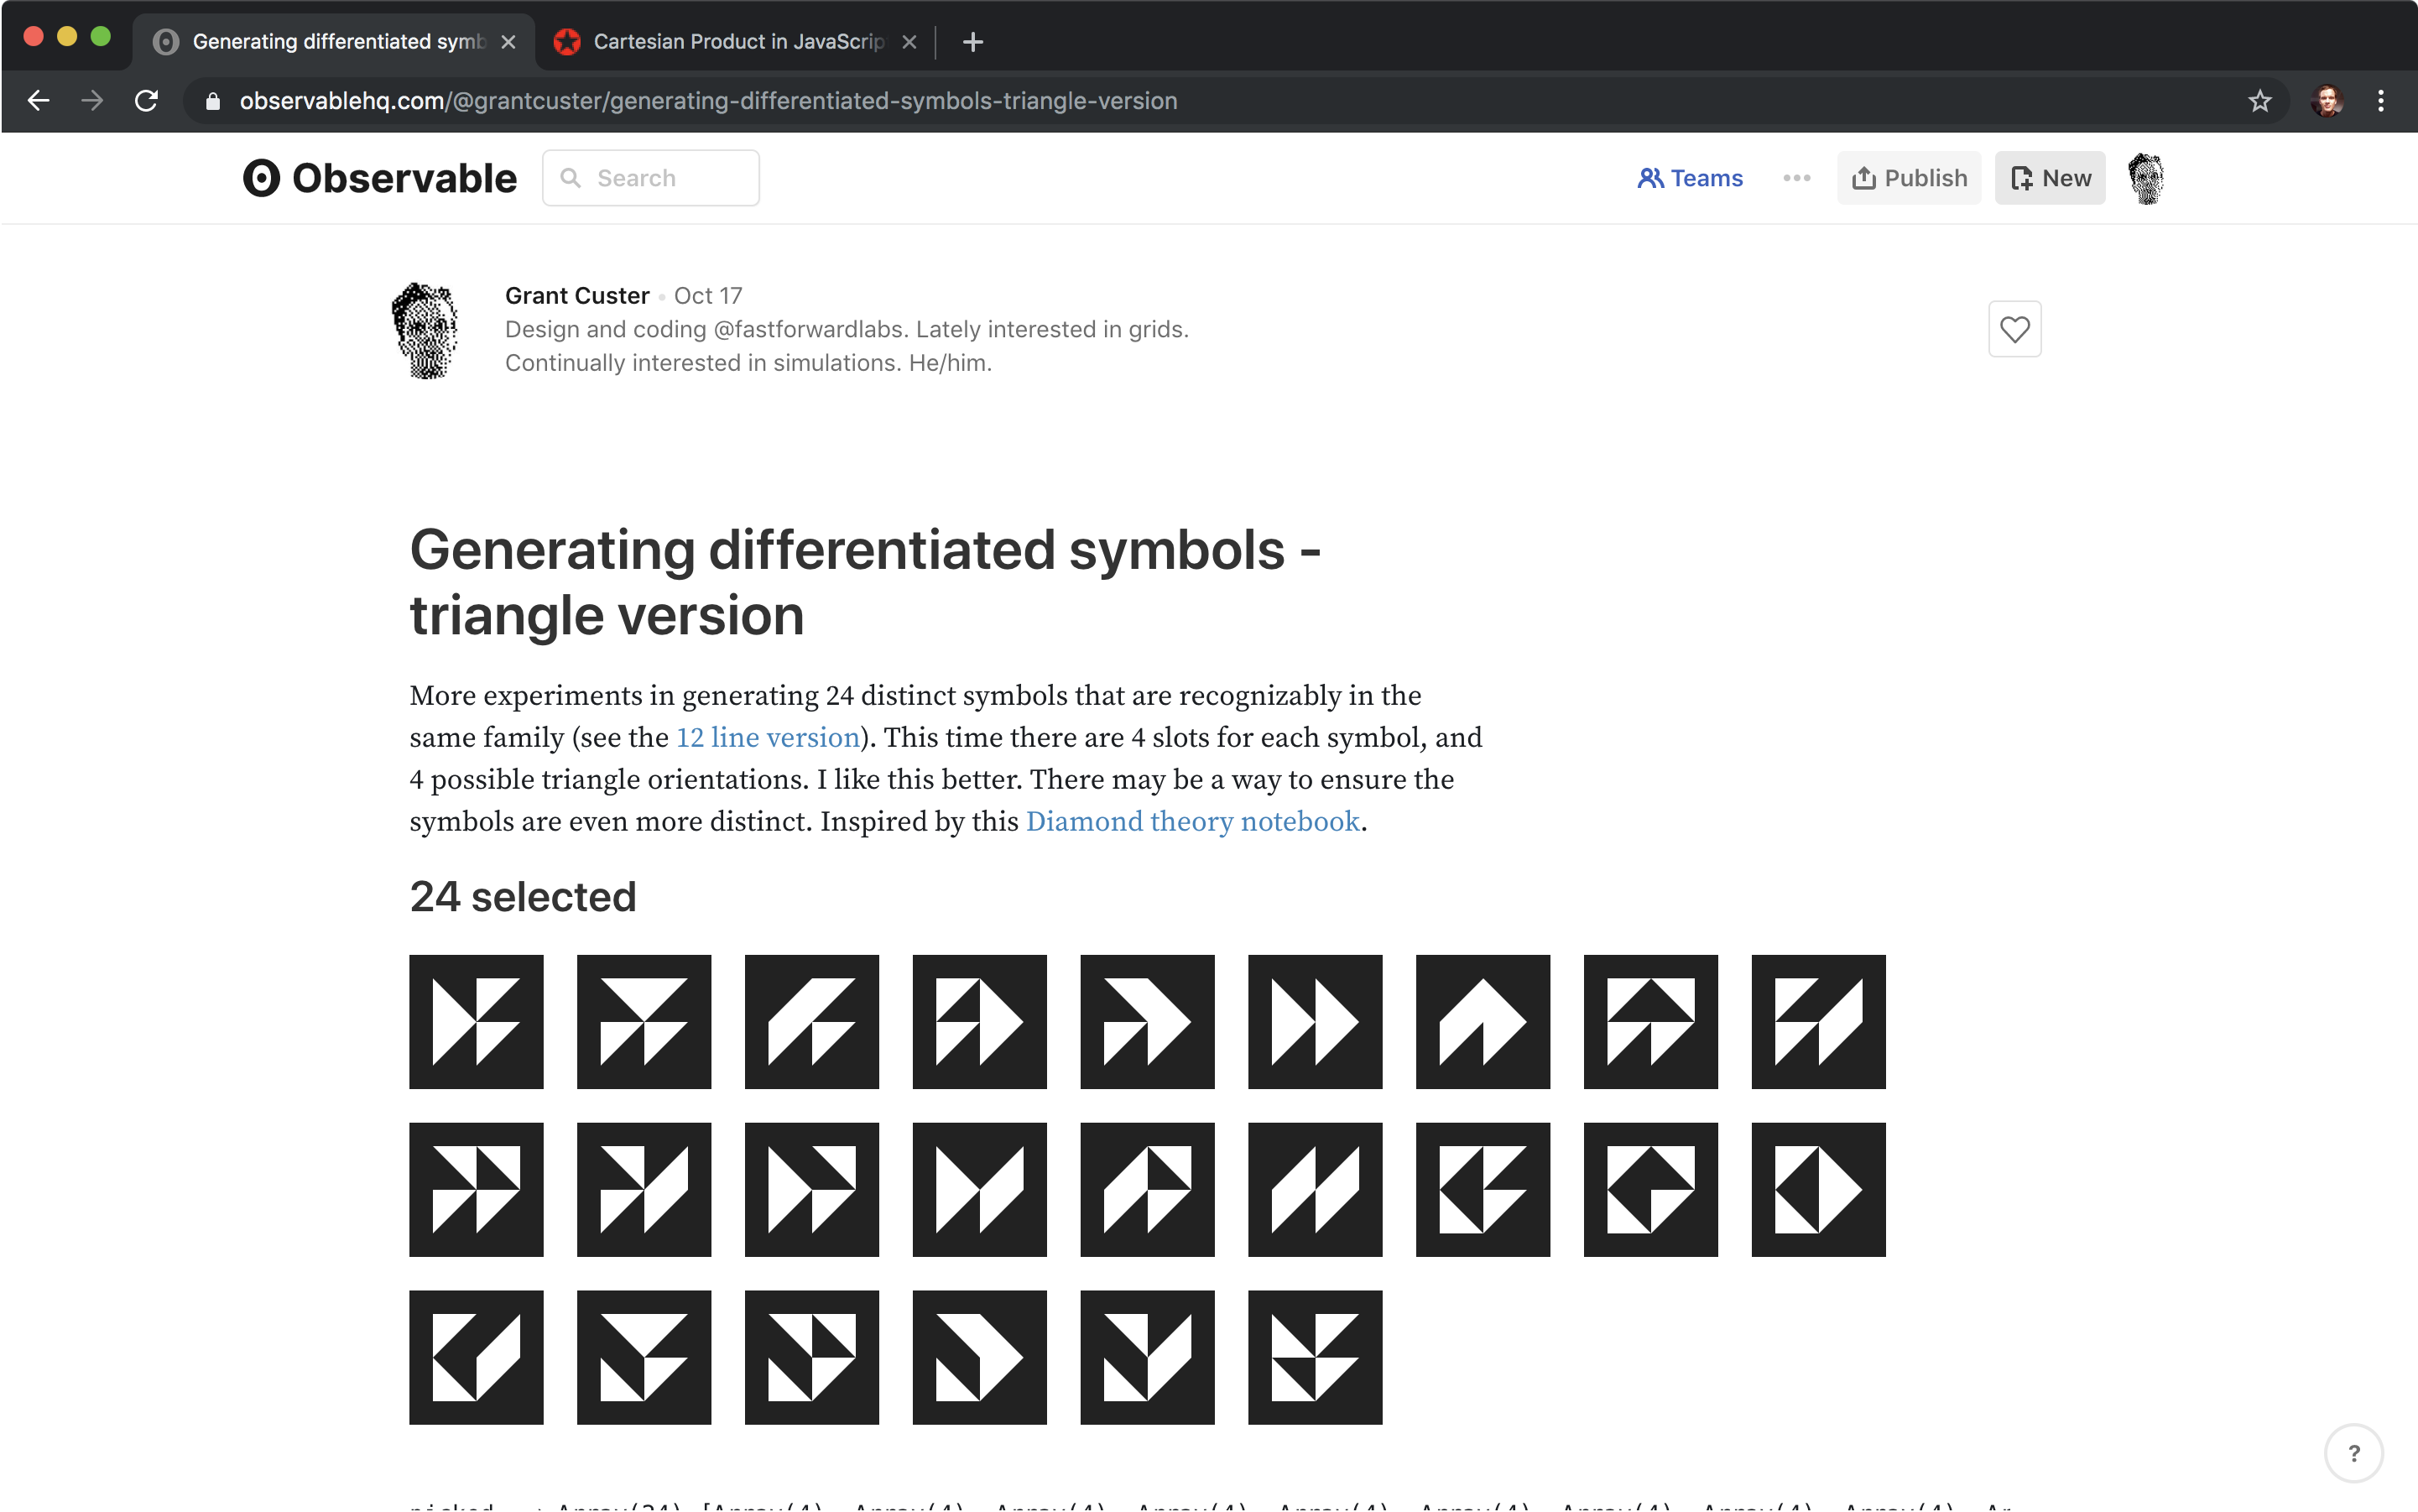 Generating differentiated symb
Cartesian Product in JavaScrip
observablehq.com/@grantcuster/generating-differentiated-symbols-triangle-version
Observable
Search
Teams
Publish
New
Grant Custer • Oct 17
Design and coding @fastforwardlabs. Lately interested in grids.
Continually interested in simulations. He/him.
Generating differentiated symbols -
triangle version
More experiments in generating 24 distinct symbols that are recognizably in the
same family (see the 12 line version). This time there are 4 slots for each symbol, and
4 possible triangle orientations. I like this better. There may be a way to ensure the
symbols are even more distinct. Inspired by this Diamond theory notebook.
24 selected
?